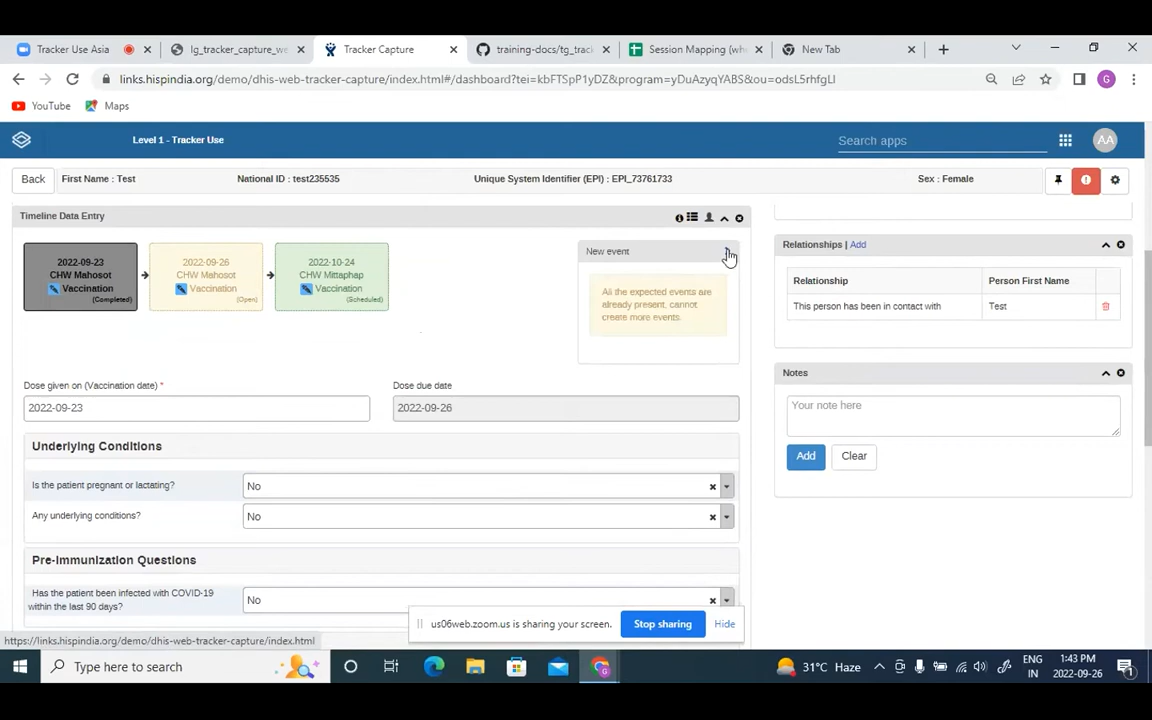 Tracker Use Asia
lg_tracker_capture_we
Tracker Capture
training-docs/tg_track
Session Mapping (whe
New Tab
links.hispindia.org/demo/dhis-web-tracker-capture/index.html#/dashboard?tei=kbFTSpP1yDZ&program=yDuAzyqYABS&ou=odsL5rhfgLI
G
YouTube
Maps
Level 1 - Tracker Use
Search apps
AA
Back
First Name : Test
National ID : test235535
Unique System Identifier (EPI) : EPI_73761733
Sex : Female
Timeline Data Entry
2022-09-23
CHW Mahosot
Vaccination
(Completed)
2022-09-26
CHW Mahosot
Vaccination
(Open)
2022-10-24
CHW Mittaphap
Vaccination
(Scheduled)
New event
All the expected events are
already present, cannot
create more events.
Dose given on (Vaccination date) *
2022-09-23
Dose due date
2022-09-26
Underlying Conditions
Is the patient pregnant or lactating?
No
Any underlying conditions?
No
Pre-Immunization Questions
Has the patient been infected with COVID-19
within the last 90 days?
No
Relationships | Add
Relationship
Person First Name
This person has been in contact with
Test
Notes
Your note here
Add
Clear
us06web.zoom.us is sharing your screen.
Stop sharing
Hide
https://links.hispindia.org/demo/dhis-web-tracker-capture/index.html
Type here to search
G
31°C Haze
ENG
IN
1:43 PM
2022-09-26
1